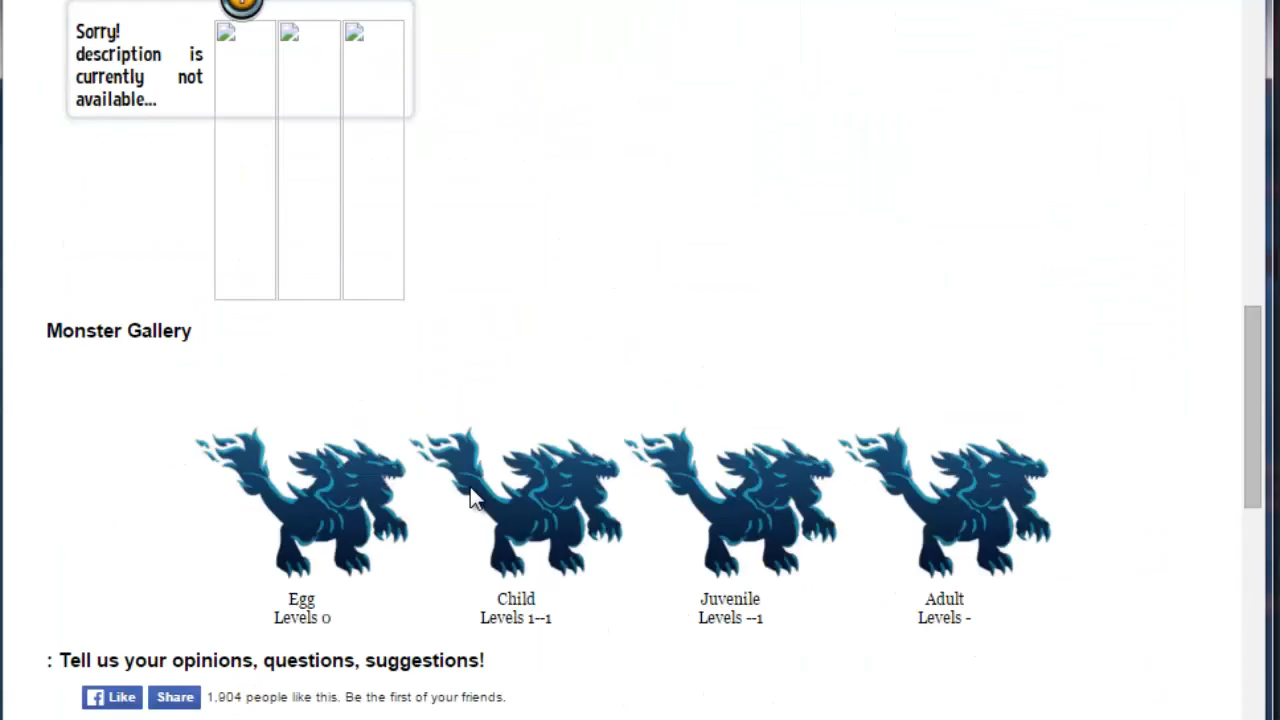 Sorry!
description is
currently not
available...
Monster Gallery
Egg
Levels 0
Child
Levels 1--1
Juvenile
Levels --1
Adult
Levels -
: Tell us your opinions, questions, suggestions!
Like Share 1,904 people like this. Be the first of your friends.